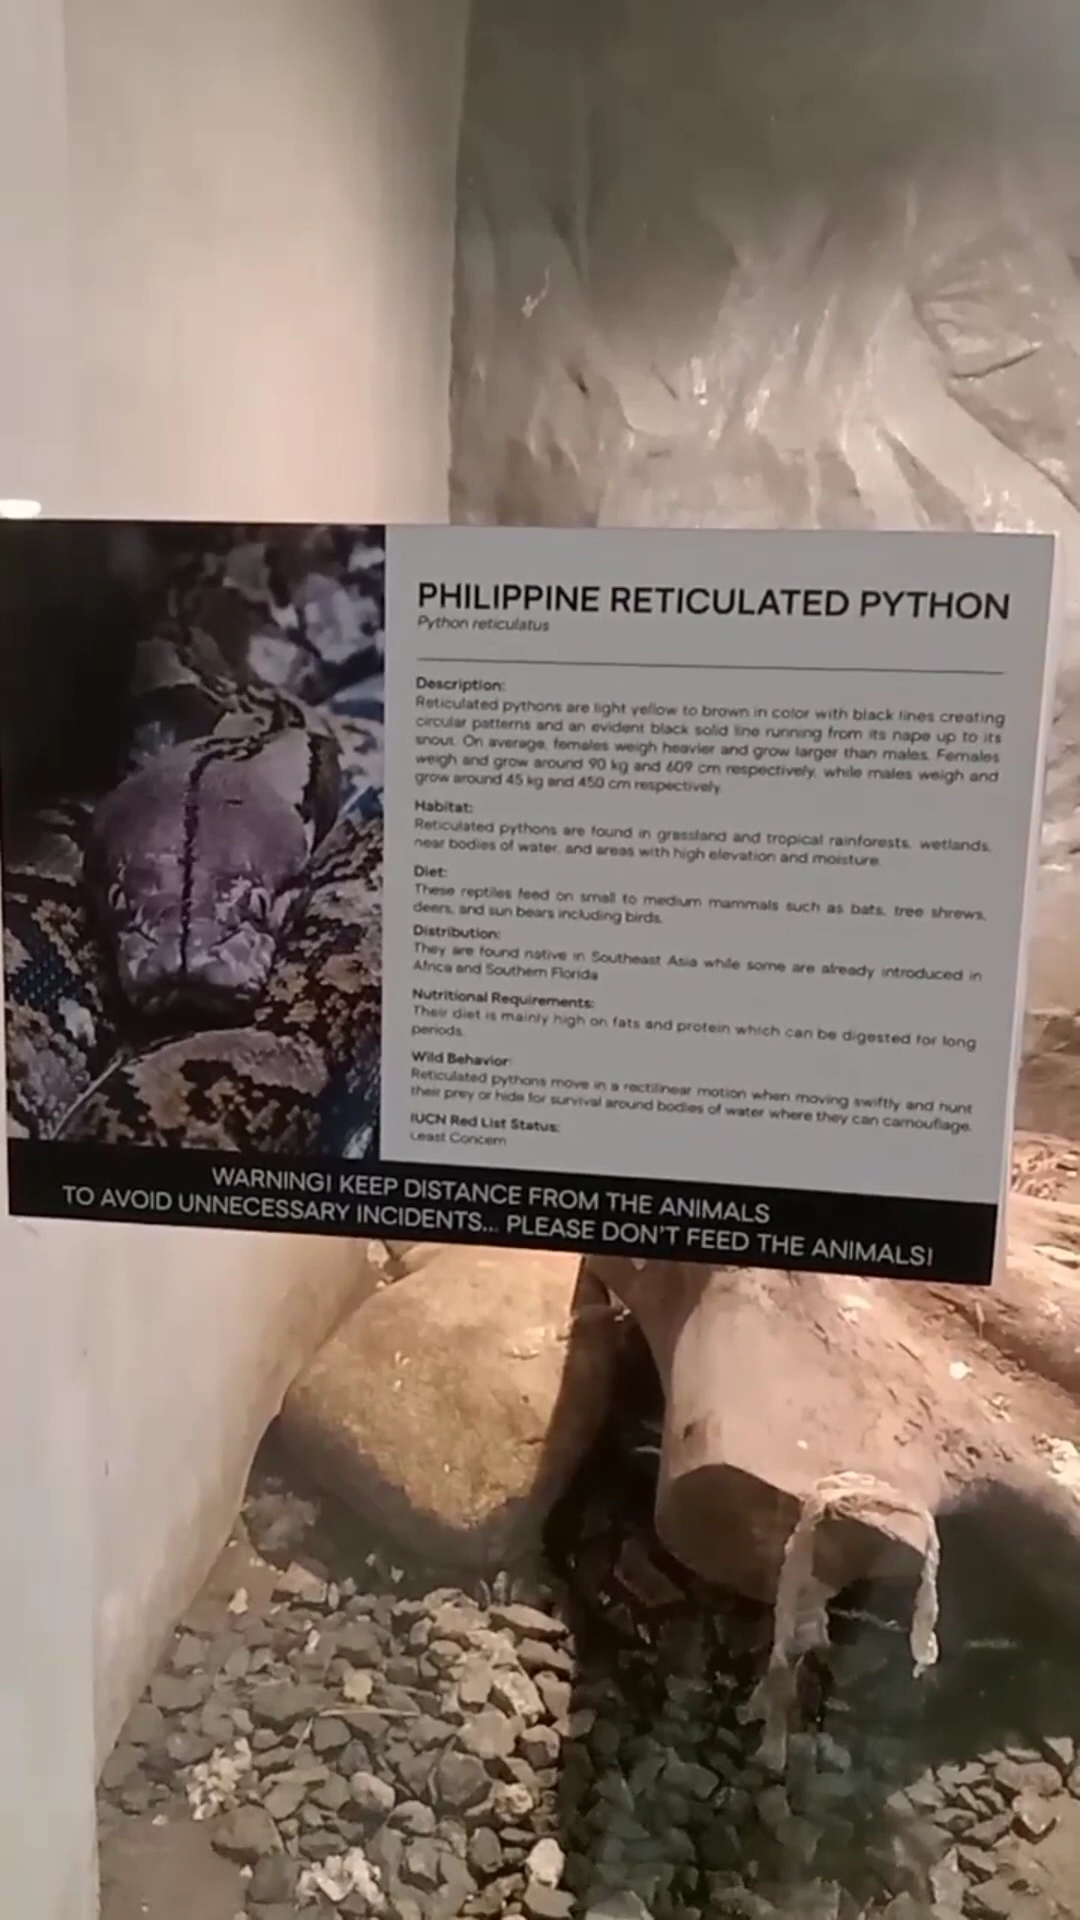 PHILIPPINE RETICULATED PYTHON
Python reticulatus
Description:
Reticulated pythons are light yellow to brown in color with black lines creating
circular patterns and an evident black solid line running from its nape up to its
snout. On average, females weigh heavier and grow larger than males. Females
weigh and grow around 90 kg and 609 cm respectively, while males weigh and
grow around 45 kg and 450 cm respectively.
Habitat:
Reticulated pythons are found in grassland and tropical rainforests, wetlands,
near bodies of water, and areas with high elevation and moisture.
Diet:
These reptiles feed on small to medium mammals such as bats, tree shrews,
deers, and sun bears including birds.
Distribution:
They are found native in Southeast Asia while some are already introduced in
Africa and Southern Florida
Nutritional Requirements:
Their diet is mainly high on fats and protein which can be digested for long
periods.
Wild Behavior:
Reticulated pythons move in a rectilinear motion when moving swiftly and hunt
their prey or hide for survival around bodies of water where they can camouflage.
IUCN Red List Status:
Least Concern
WARNING! KEEP DISTANCE FROM THE ANIMALS
TO AVOID UNNECESSARY INCIDENTS... PLEASE DON'T FEED THE ANIMALS!